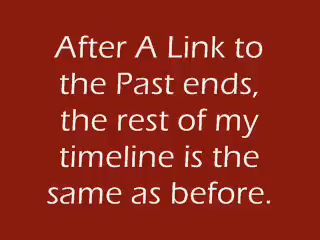 After A Link to
the Past ends,
the rest of my
timeline is the
same as before.